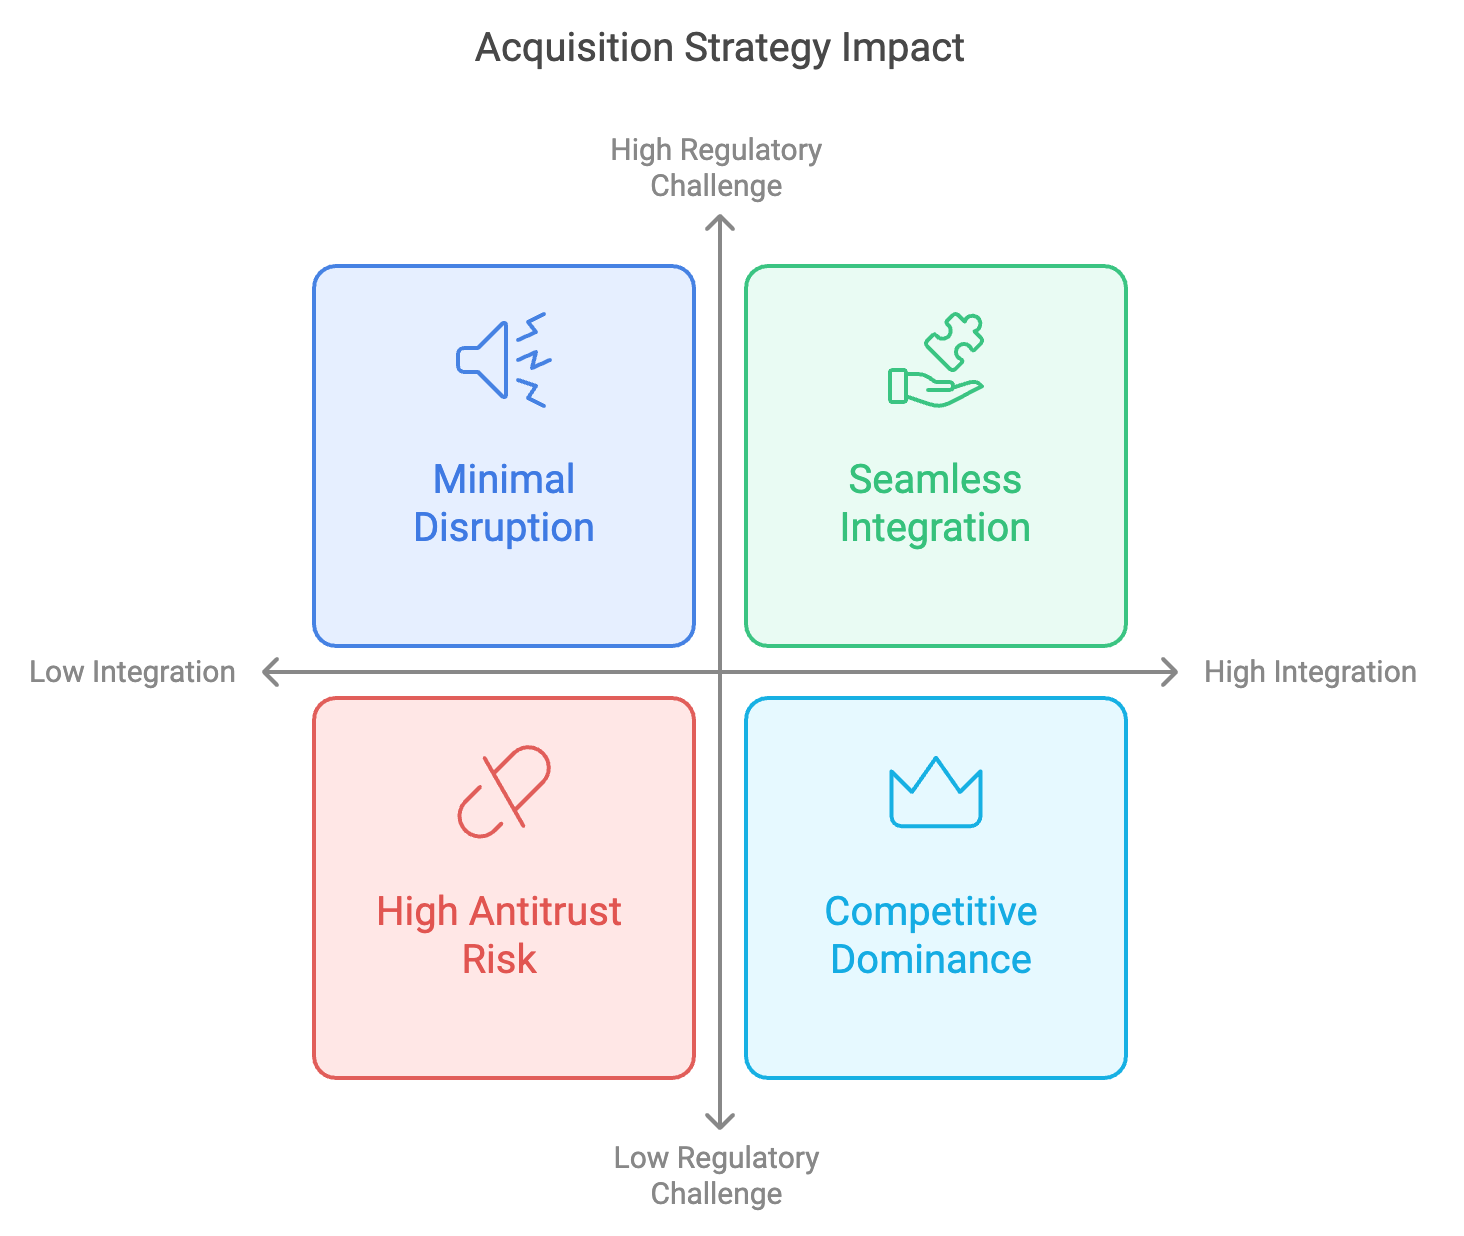 Acquisition Strategy Impact
High Regulatory
Challenge
Minimal
Disruption
Seamless
Integration
Low Integration
High Integration
High Antitrust
Risk
Competitive
Dominance
Low Regulatory
Challenge